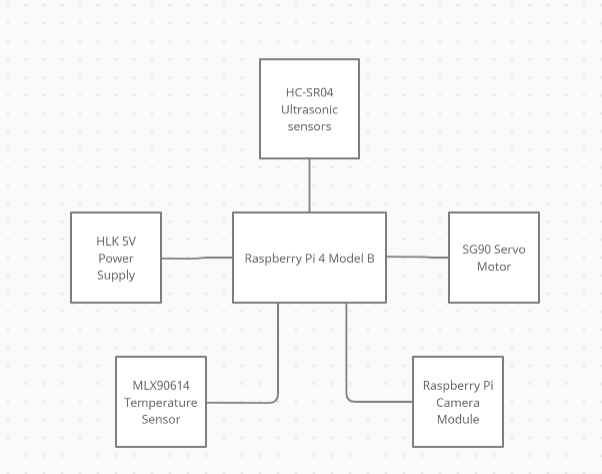 HC-SR04
Ultrasonic
sensors
HLK 5V
Power
Supply
Raspberry Pi 4 Model B
SG90 Servo
Motor
MLX90614
Temperature
Sensor
Raspberry Pi
Camera
Module